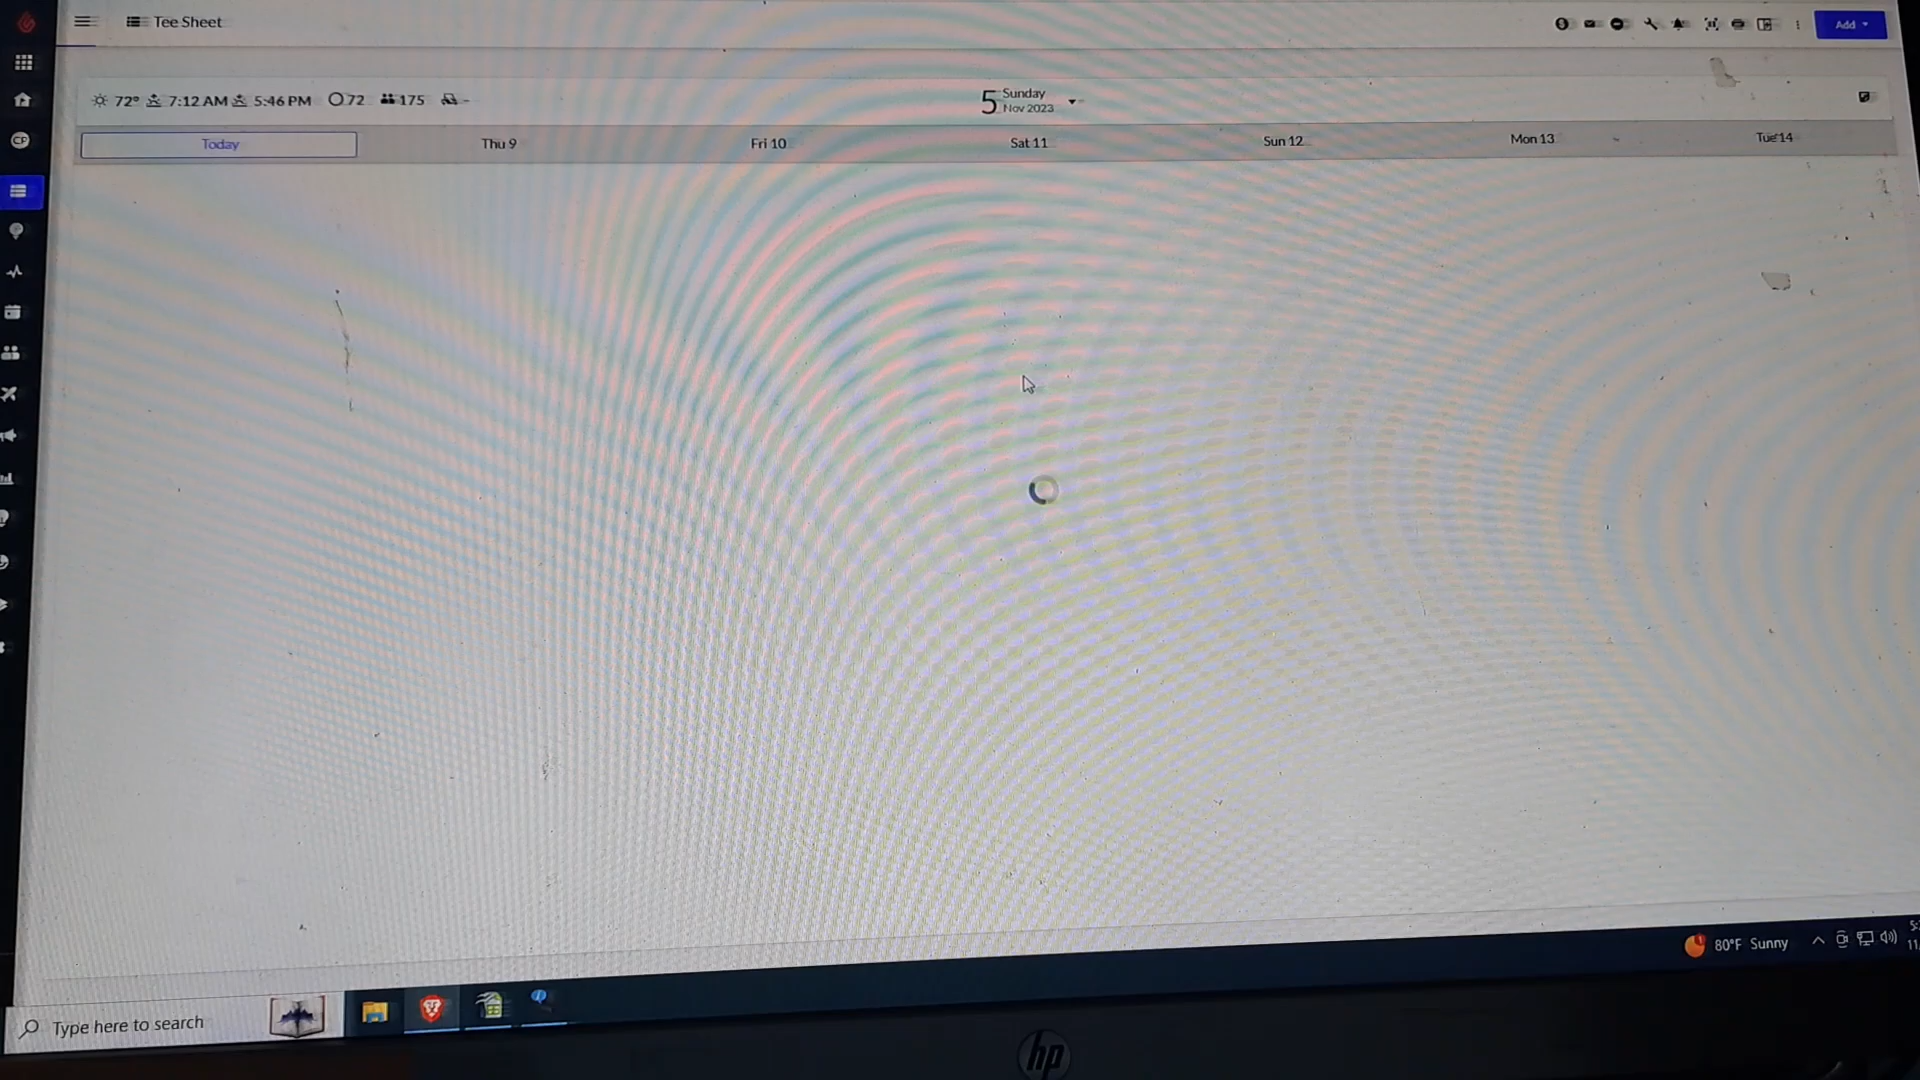 Tee Sheet
Add
72° 7:12 AM 5:46 PM 72 175 -
5 Sunday
Nov 2023
Today Thu 9 Fri 10 Sat 11 Sun 12 Mon 13 Tue 14
CP
80°F Sunny
Type here to search
hp